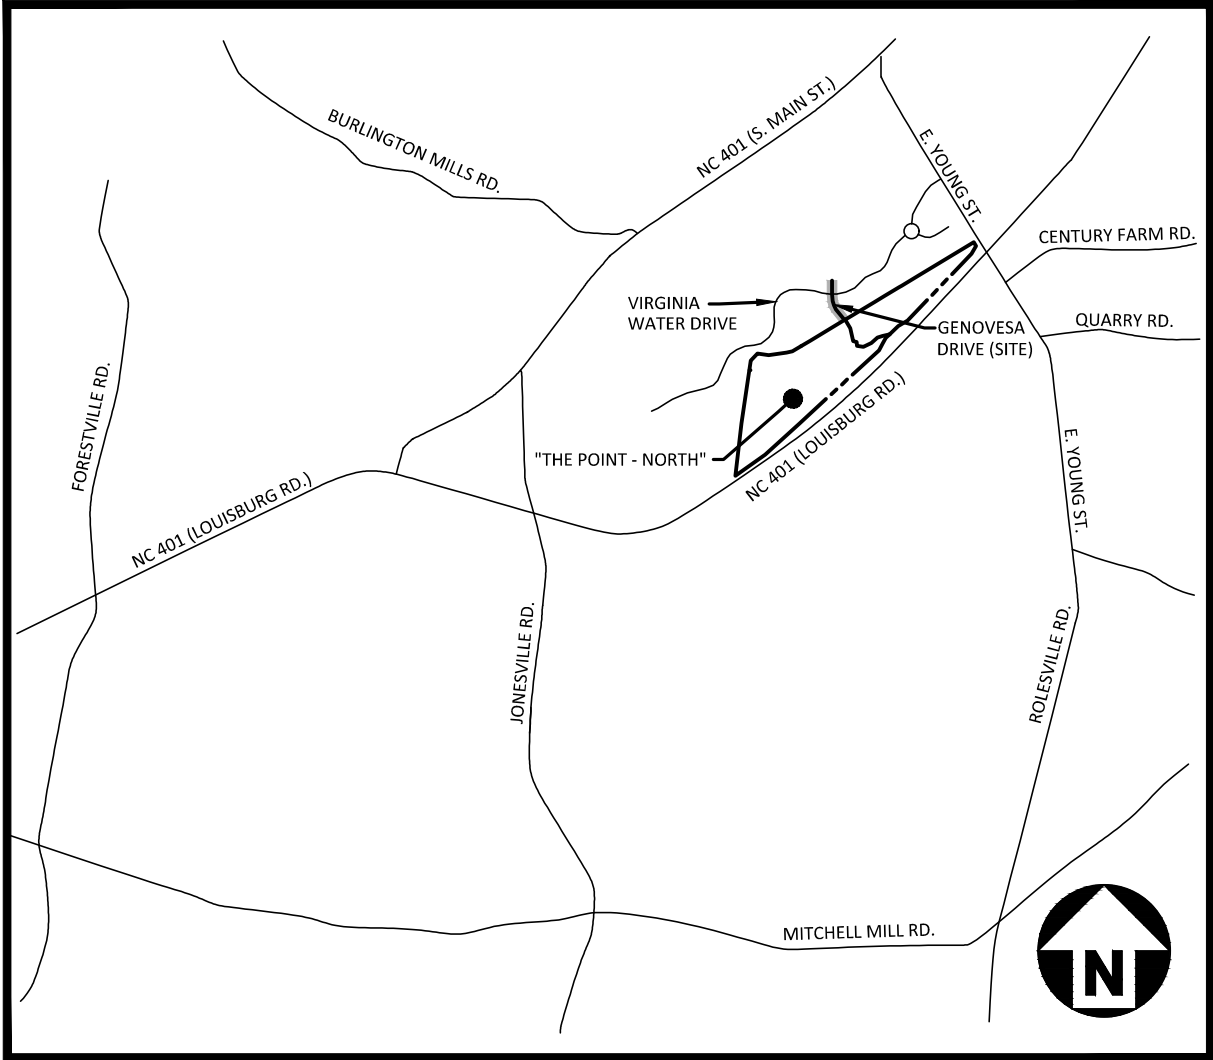 BURLINGTON MILLS RD.
NC 401 (S. MAIN ST.)
E. YOUNG ST.
CENTURY FARM RD.
VIRGINIA
WATER DRIVE
QUARRY RD.
GENOVESA
DRIVE (SITE)
FORESTVILLE RD.
"THE POINT - NORTH"
NC 401 (LOUISBURG RD.)
NC 401 (LOUISBURG RD.)
E. YOUNG ST.
JONESVILLE RD.
ROLESVILLE RD.
MITCHELL MILL RD.
N